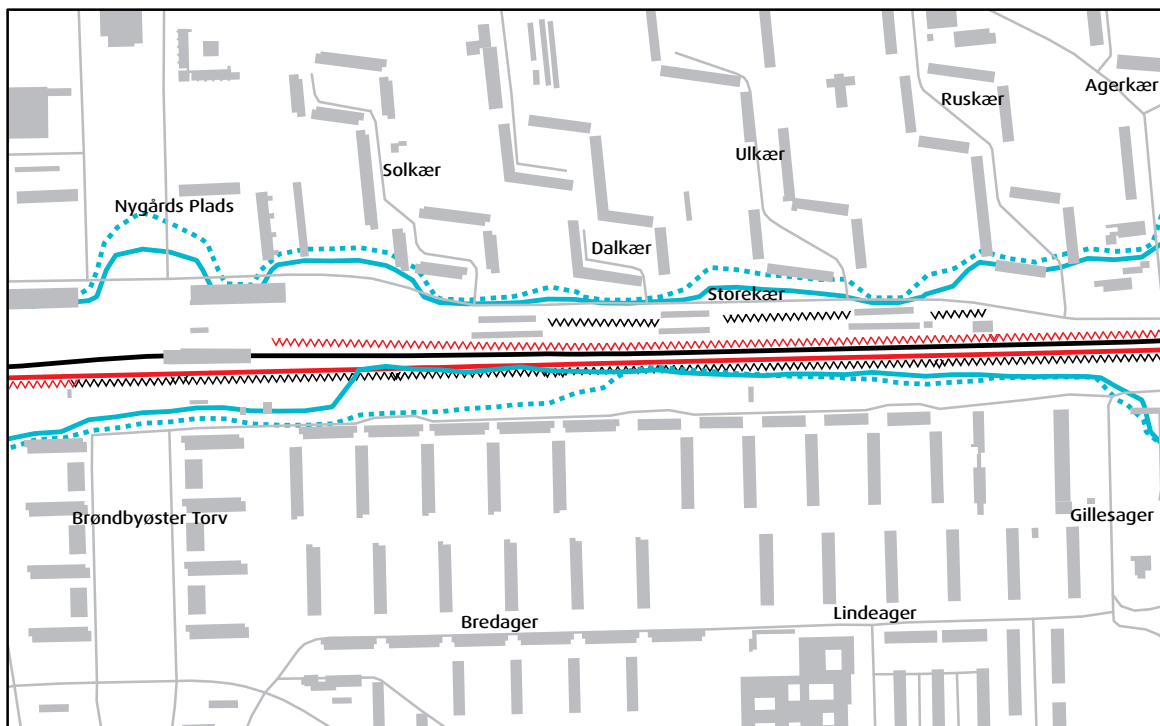 Agerkær
Ruskær
Ulkær
Solkær
Nygårds Plads
Dalkær
Storekær
Brøndbyøster Torv
Gillesager
Lindeager
Bredager